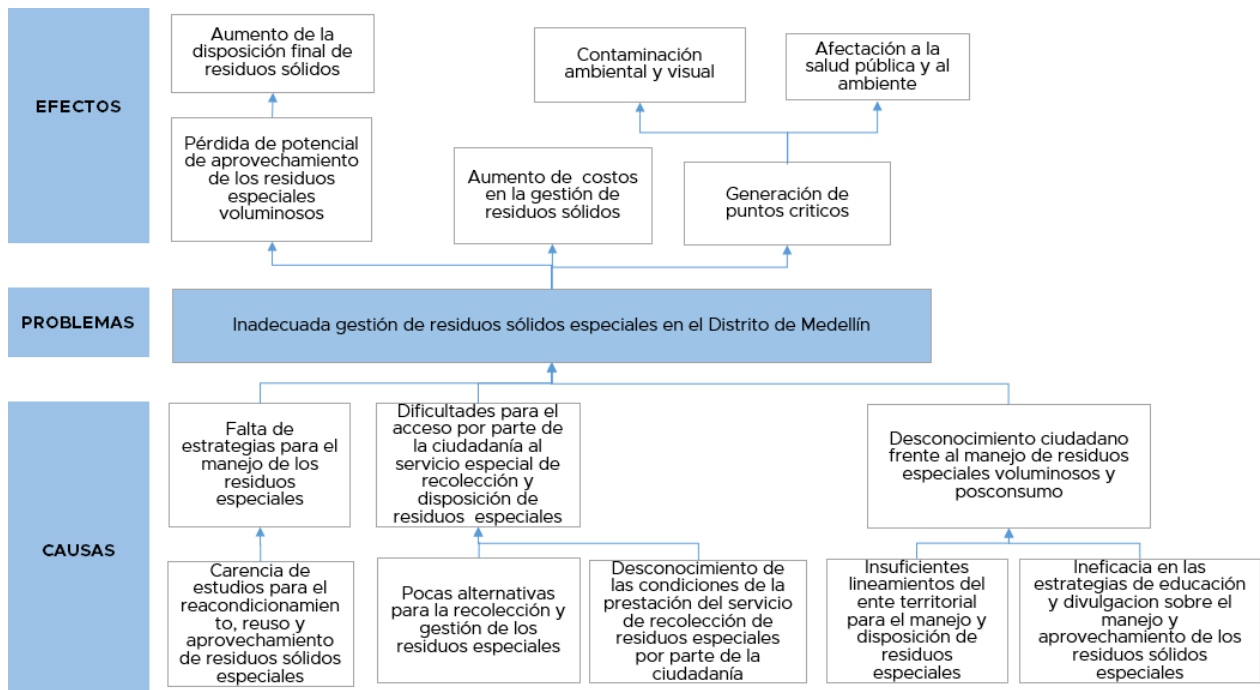 Aumento de la
disposición final de
residuos sólidos
Contaminación
ambiental y visual
Afectación a la
salud pública y al
ambiente
EFECTOS
Pérdida de potencial
de aprovechamiento
de los residuos
especiales
voluminosos
Aumento de costos
en la gestión de
residuos sólidos
Generación de
puntos criticos
PROBLEMAS
Inadecuada gestión de residuos sólidos especiales en el Distrito de Medellín
Falta de
estrategias para el
manejo de los
residuos
especiales
Dificultades para el
acceso por parte de
la ciudadanía al
servicio especial de
recolección y
disposición de
residuos especiales
Desconocimiento ciudadano
frente al manejo de residuos
especiales voluminosos y
posconsumo
CAUSAS
Carencia de
estudios para el
reacondicionamien
to, reuso y
aprovechamiento
de residuos sólidos
especiales
Pocas alternativas
para la recolección y
gestión de los
residuos especiales
Desconocimiento de
las condiciones de la
prestación del servicio
de recolección de
residuos especiales
por parte de la
ciudadanía
Insuficientes
lineamientos del
ente territorial
para el manejo y
disposición de
residuos
especiales
Ineficacia en las
estrategias de educación
y divulgacion sobre el
manejo y
aprovechamiento de los
residuos sólidos
especiales